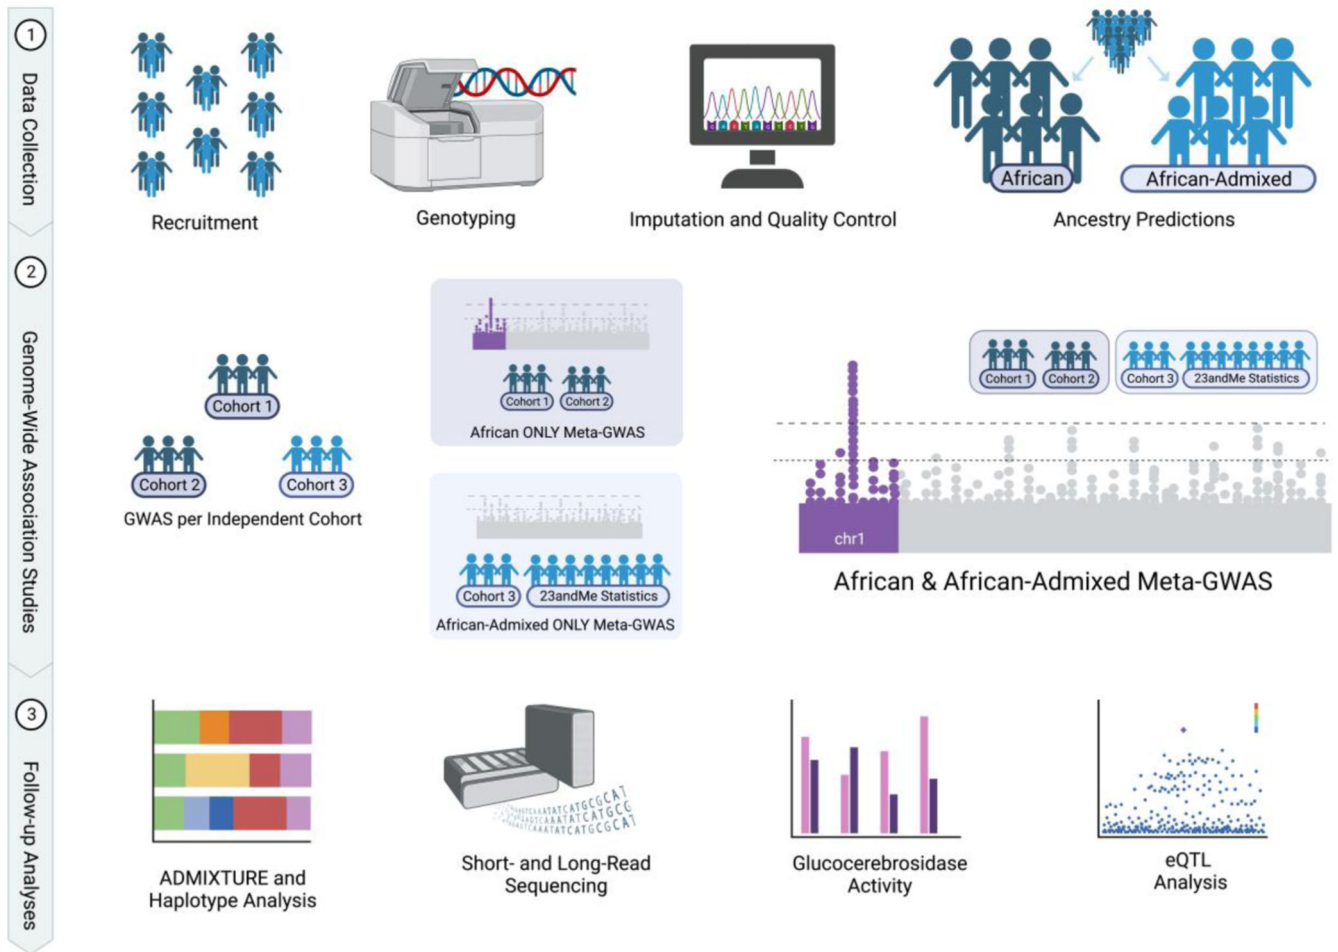 1
Data Collection
Recruitment
Genotyping
Imputation and Quality Control
African
African-Admixed
Ancestry Predictions
2
Genome-Wide Association Studies
Cohort 1
Cohort 2
Cohort 3
GWAS per Independent Cohort
Cohort 1
Cohort 2
African ONLY Meta-GWAS
Cohort 3
23andMe Statistics
African-Admixed ONLY Meta-GWAS
Cohort 1
Cohort 2
Cohort 3
23andMe Statistics
chr1
African & African-Admixed Meta-GWAS
3
Follow-up Analyses
ADMIXTURE and
Haplotype Analysis
Short- and Long-Read
Sequencing
Glucocerebrosidase
Activity
eQTL
Analysis